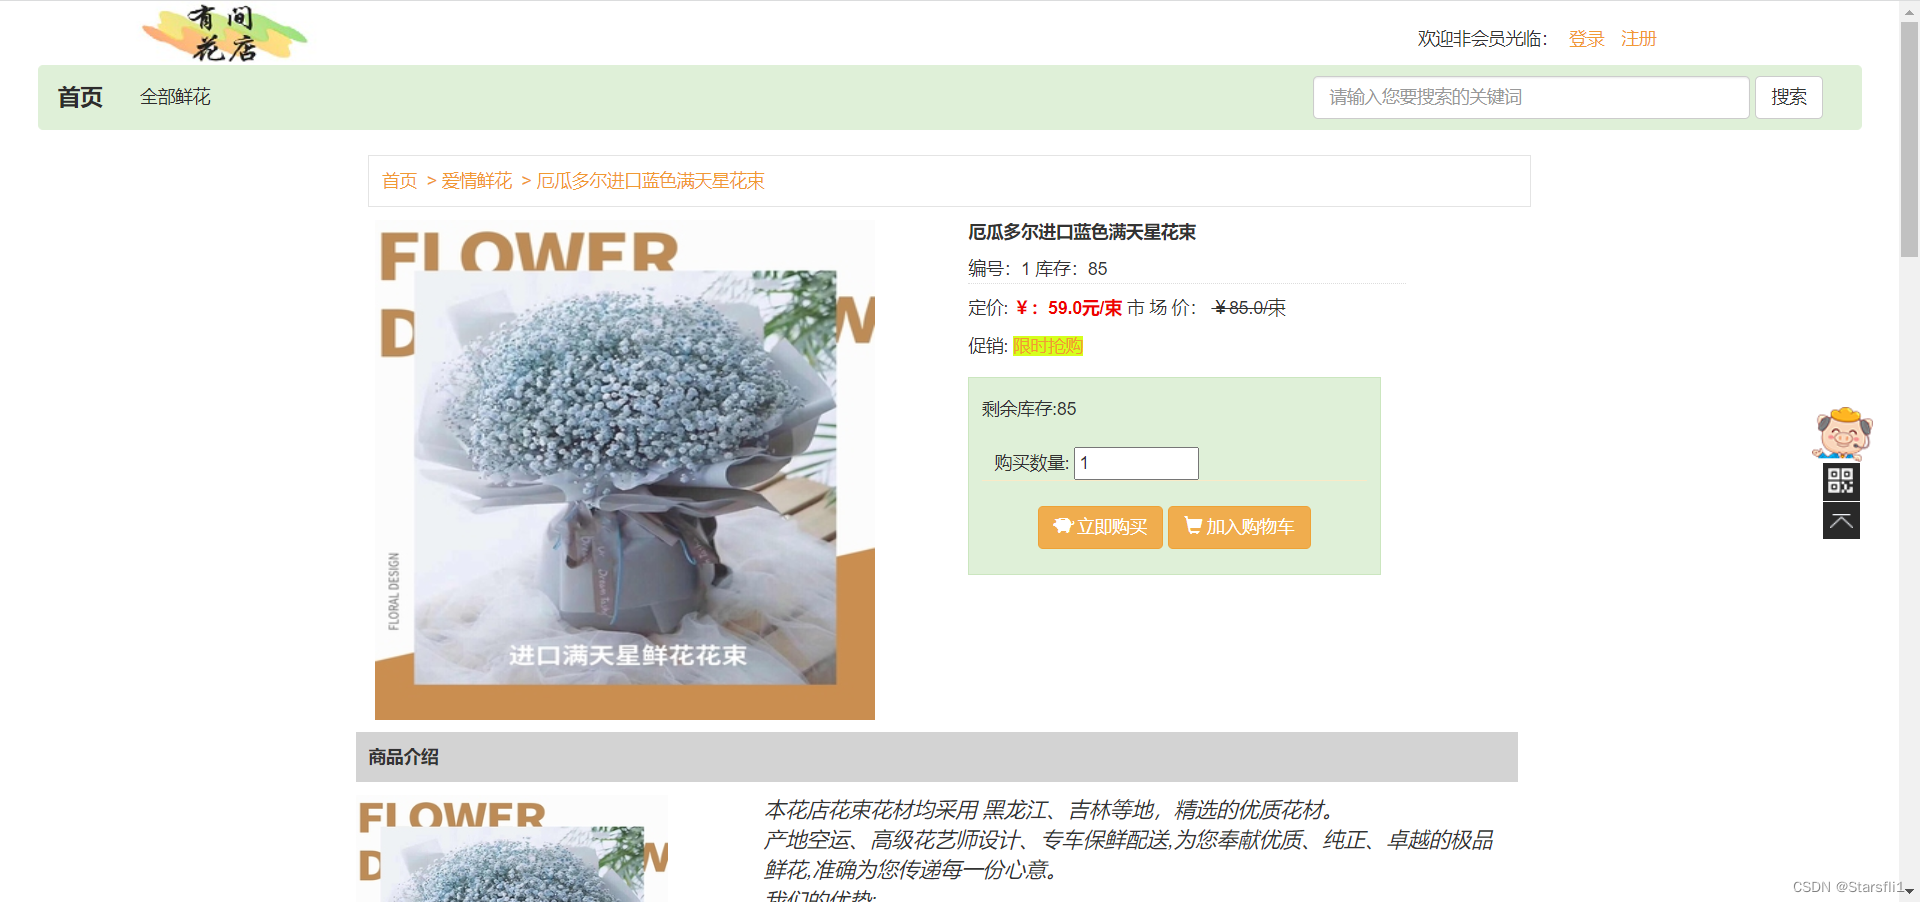 有间
花店
欢迎非会员光临： 登录 注册
首页 全部鲜花 请输入您要搜索的关键词 搜索
首页 > 爱情鲜花 > 厄瓜多尔进口蓝色满天星花束
FLOWER
D
W
FLORAL DESIGN
进口满天星鲜花花束
厄瓜多尔进口蓝色满天星花束
编号：1 库存：85
定价: ¥： 59.0元/束 市 场 价： ¥85.0/束
促销: 限时抢购
剩余库存:85
购买数量: 1
立即购买 加入购物车
商品介绍
FLOWER
D
W
本花店花束花材均采用 黑龙江、吉林等地，精选的优质花材。
产地空运、高级花艺师设计、专车保鲜配送,为您奉献优质、纯正、卓越的极品
鲜花,准确为您传递每一份心意。
我们的优势:
CSDN @Starsfli1